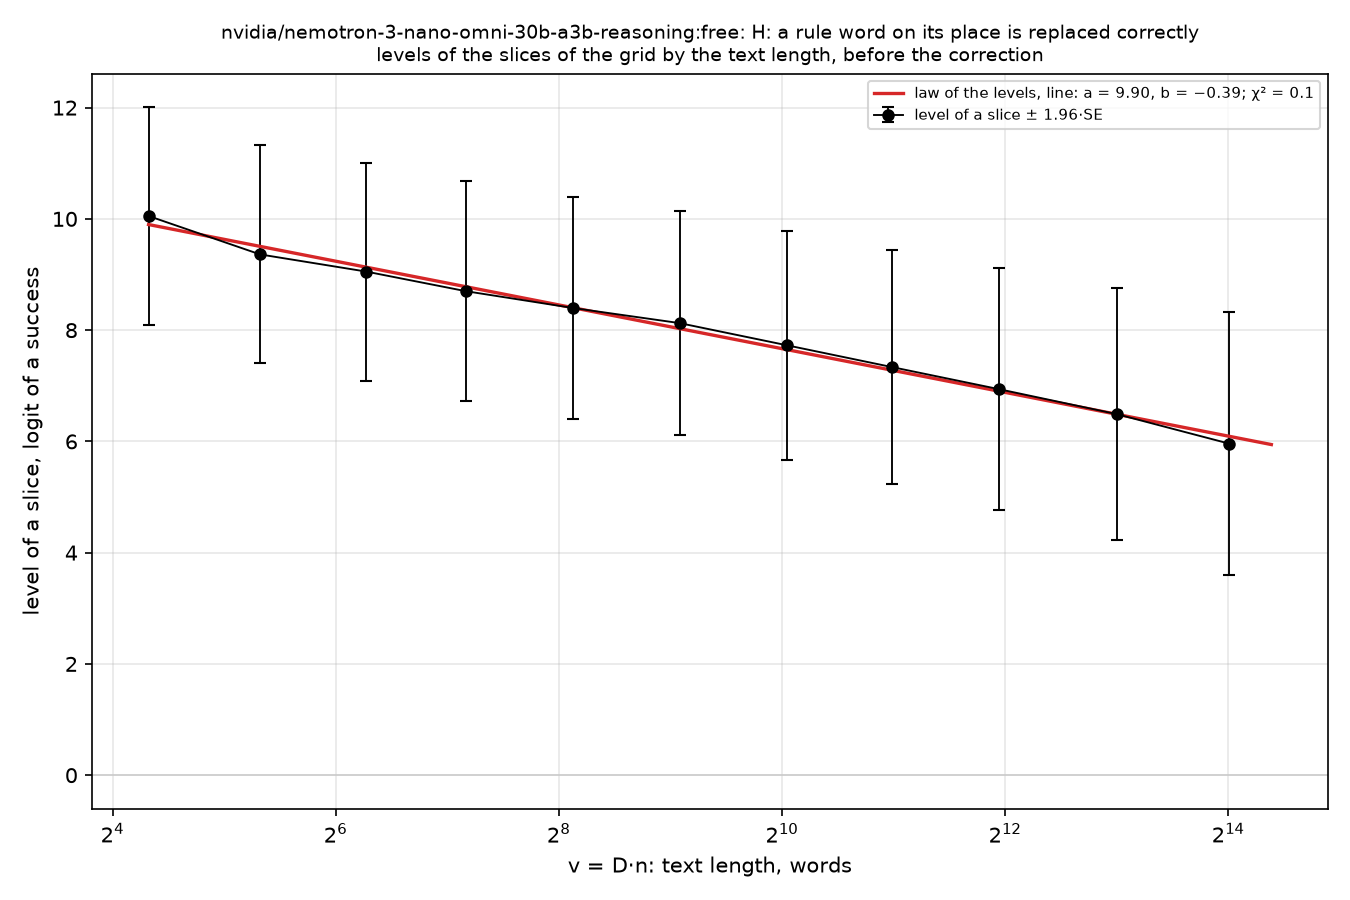 nvidia/nemotron-3-nano-omni-30b-a3b-reasoning:free: H: a rule word on its place is replaced correctly
levels of the slices of the grid by the text length, before the correction
law of the levels, line: a = 9.90, b = −0.39; χ² = 0.1
level of a slice ± 1.96·SE
level of a slice, logit of a success
12
10
8
6
4
2
0
2⁴ 2⁶ 2⁸ 2¹⁰ 2¹² 2¹⁴
v = D·n: text length, words